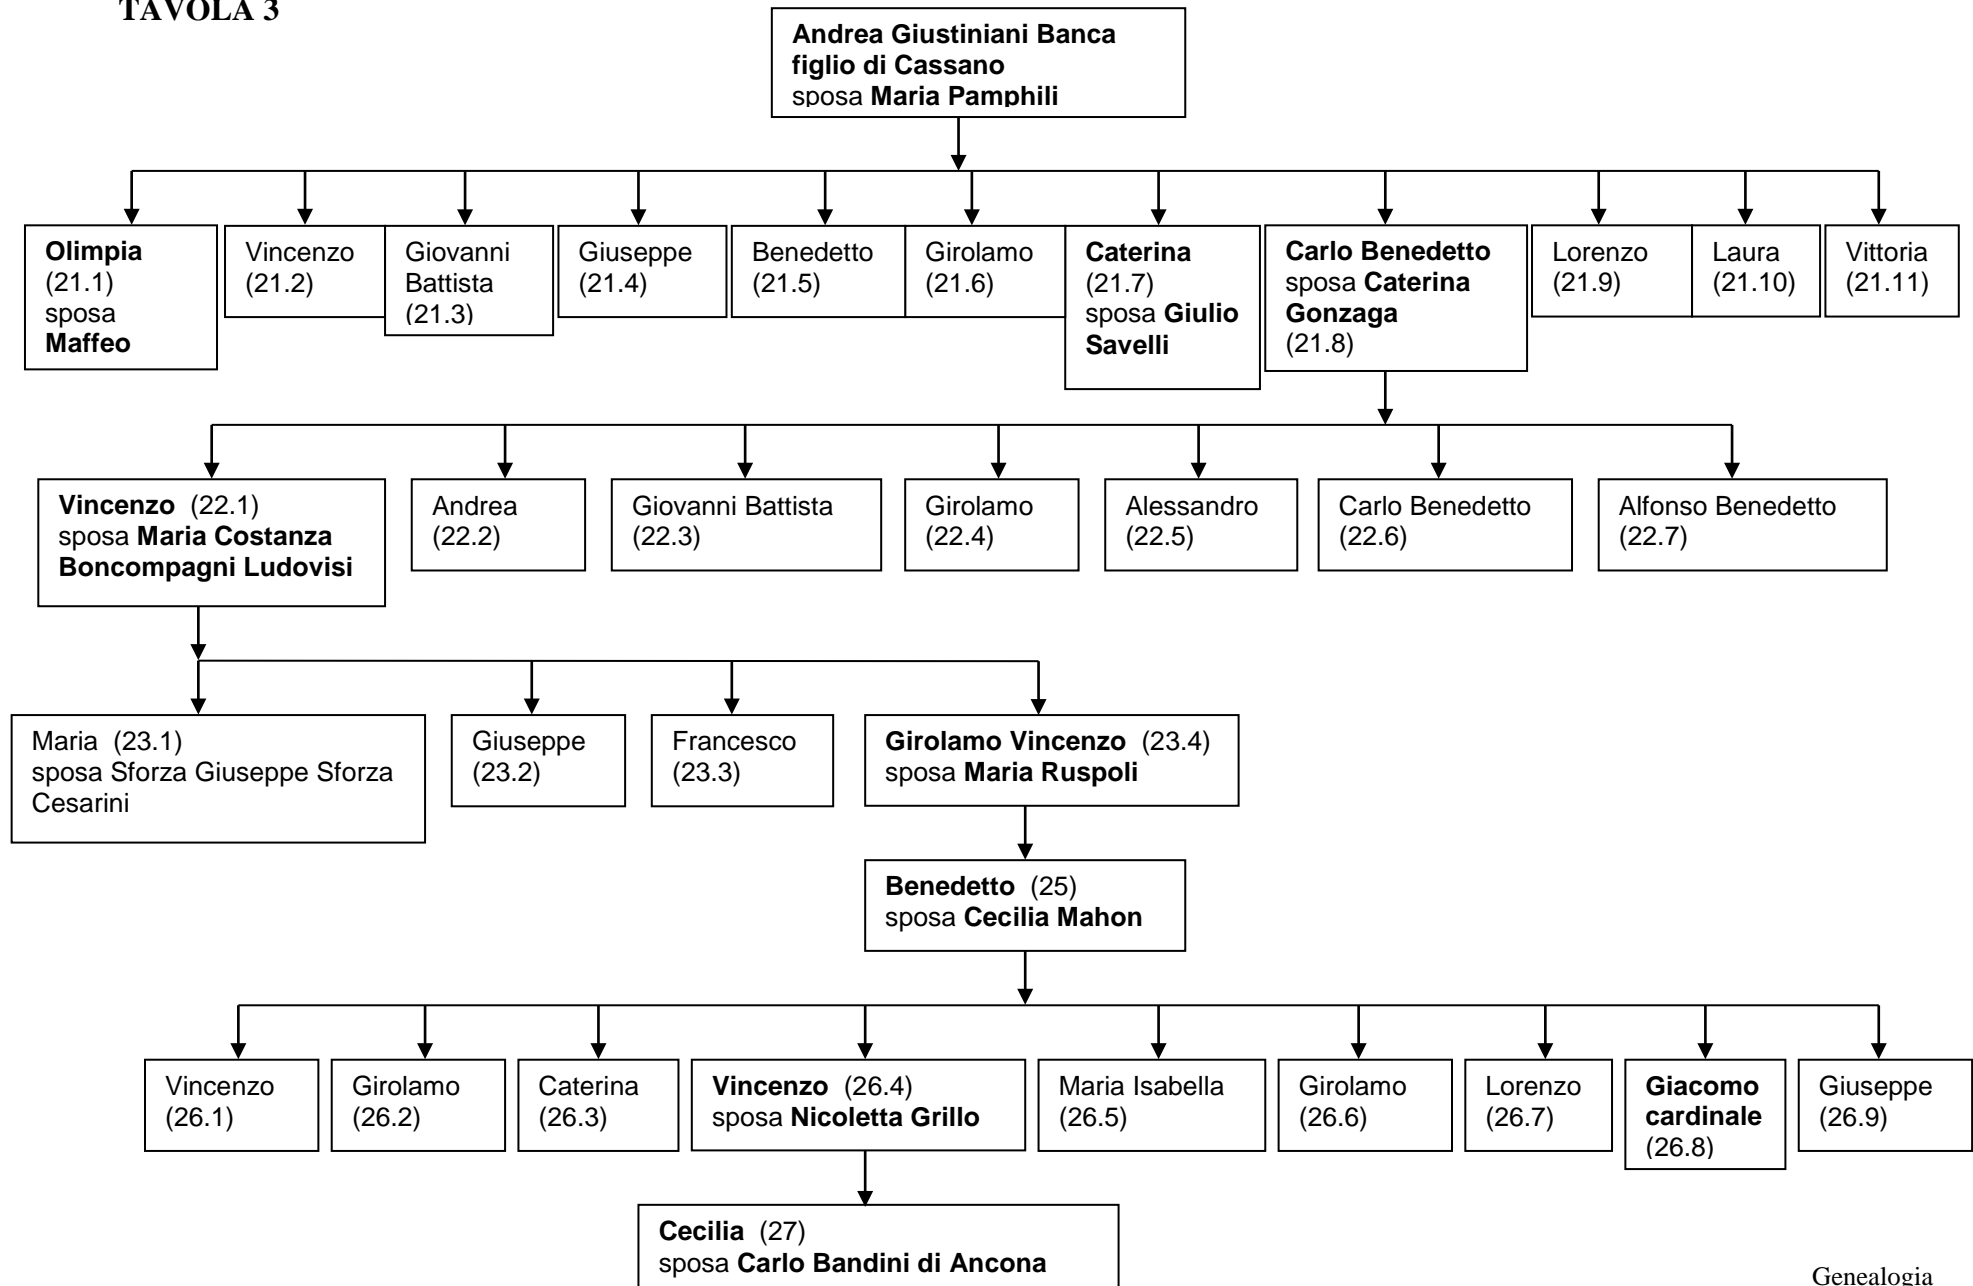 TAVOLA 3
Andrea Giustiniani Banca
figlio di Cassano
sposa Maria Pamphili
Olimpia
(21.1)
sposa
Maffeo
Vincenzo
(21.2)
Giovanni
Battista
(21.3)
Giuseppe
(21.4)
Benedetto
(21.5)
Girolamo
(21.6)
Caterina
(21.7)
sposa Giulio
Savelli
Carlo Benedetto
sposa Caterina
Gonzaga
(21.8)
Lorenzo
(21.9)
Laura
(21.10)
Vittoria
(21.11)
Vincenzo (22.1)
sposa Maria Costanza
Boncompagni Ludovisi
Andrea
(22.2)
Giovanni Battista
(22.3)
Girolamo
(22.4)
Alessandro
(22.5)
Carlo Benedetto
(22.6)
Alfonso Benedetto
(22.7)
Maria (23.1)
sposa Sforza Giuseppe Sforza
Cesarini
Giuseppe
(23.2)
Francesco
(23.3)
Girolamo Vincenzo (23.4)
sposa Maria Ruspoli
Benedetto (25)
sposa Cecilia Mahon
Vincenzo
(26.1)
Girolamo
(26.2)
Caterina
(26.3)
Vincenzo (26.4)
sposa Nicoletta Grillo
Maria Isabella
(26.5)
Girolamo
(26.6)
Lorenzo
(26.7)
Giacomo
cardinale
(26.8)
Giuseppe
(26.9)
Cecilia (27)
sposa Carlo Bandini di Ancona
Genealogia